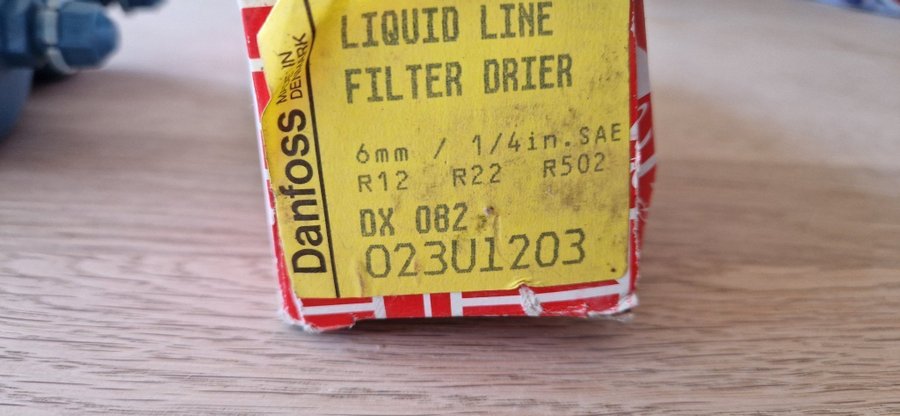 LIQUID LINE
FILTER DRIER
6mm / 1/4in.SAE
R12 R22 R502
DX 082
023U1203
Danfoss
MADE IN
DENMARK